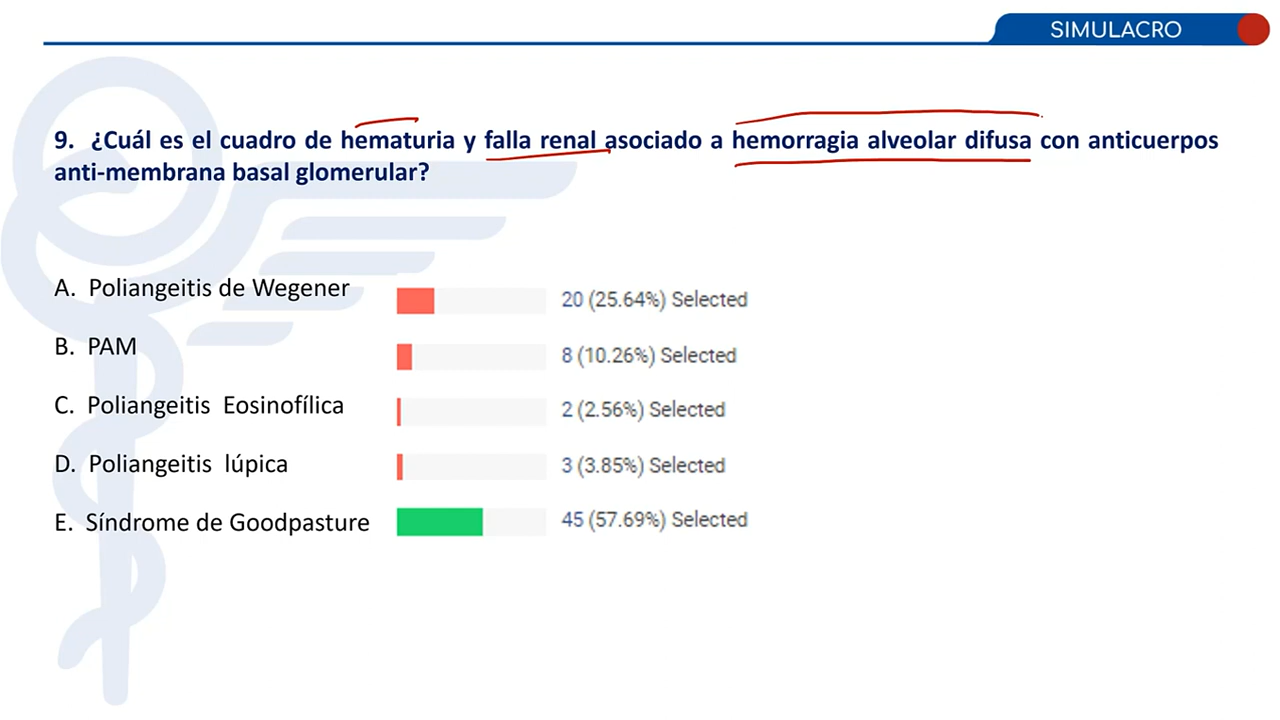 SIMULACRO
9. ¿Cuál es el cuadro de hematuria y falla renal asociado a hemorragia alveolar difusa con anticuerpos
anti-membrana basal glomerular?
A. Poliangeitis de Wegener
20 (25.64%) Selected
B. PAM
8 (10.26%) Selected
C. Poliangeitis Eosinofílica
2 (2.56%) Selected
D. Poliangeitis lúpica
3 (3.85%) Selected
E. Síndrome de Goodpasture
45 (57.69%) Selected